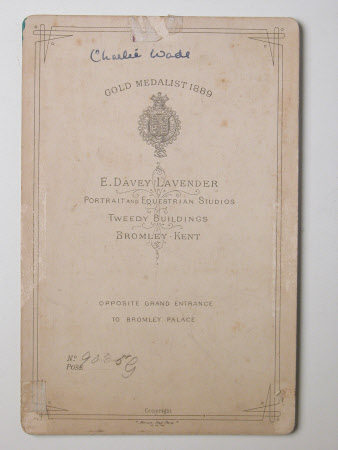 Charlie Wade
GOLD MEDALIST 1889
E. DAVEY LAVENDER
PORTRAIT AND EQUESTRIAN STUDIOS
TWEEDY BUILDINGS
BROMLEY-KENT
OPPOSITE GRAND ENTRANCE
TO BROMLEY PALACE
No
POSE
Copyright